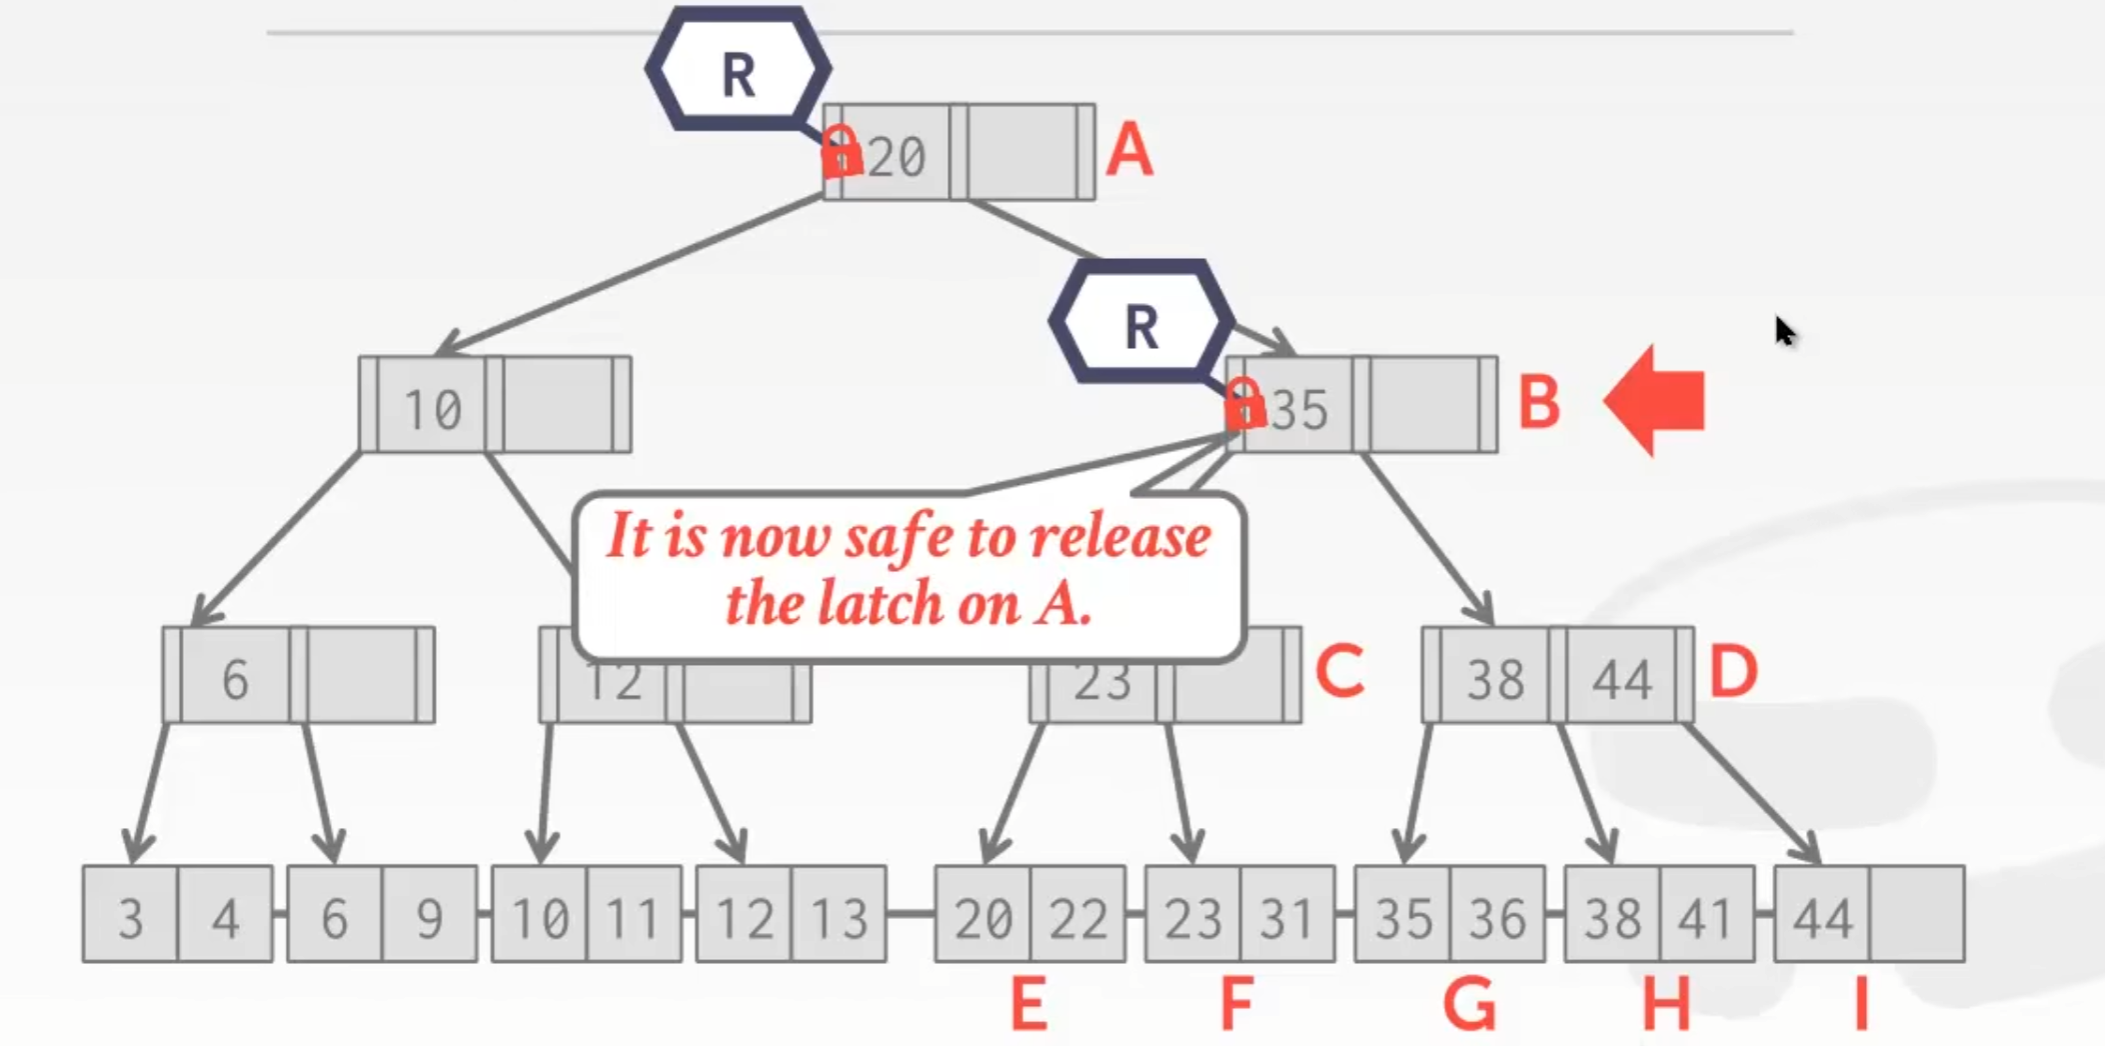 R
20
A
R
10
35
B
It is now safe to release
the latch on A.
6
12
23
C
38 44
D
3 4 6 9 10 11 12 13 20 22 23 31 35 36 38 41 44
E F G H I